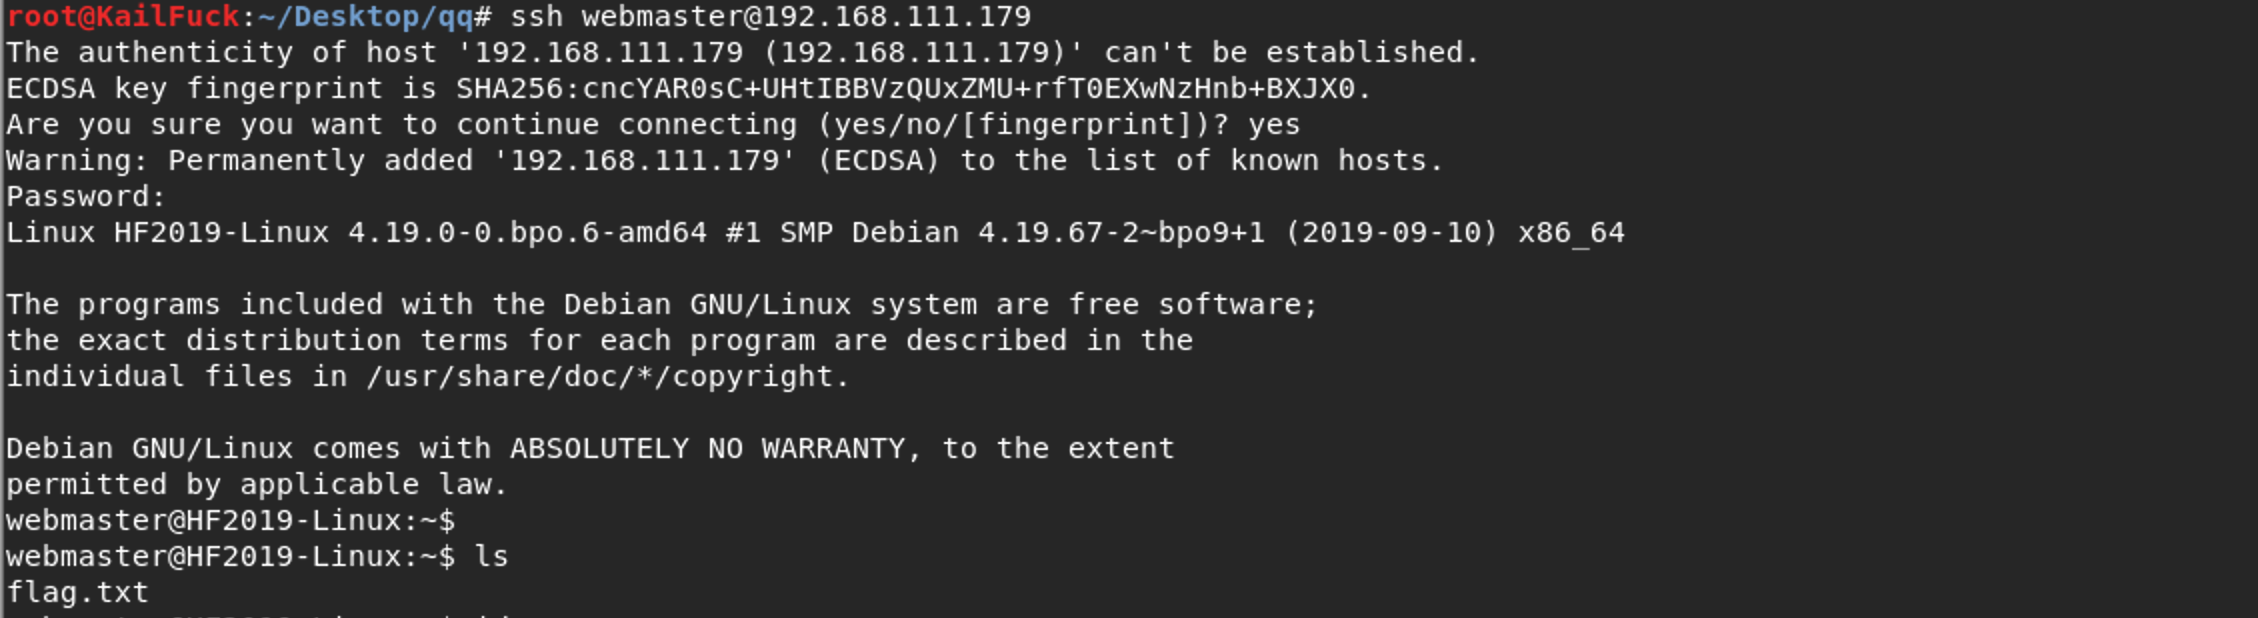 root@KailFuck:~/Desktop/qq# ssh webmaster@192.168.111.179
The authenticity of host '192.168.111.179 (192.168.111.179)' can't be established.
ECDSA key fingerprint is SHA256:cncYAR0sC+UHtIBBVzQUxZMU+rfT0EXwNzHnb+BXJX0.
Are you sure you want to continue connecting (yes/no/[fingerprint])? yes
Warning: Permanently added '192.168.111.179' (ECDSA) to the list of known hosts.
Password:
Linux HF2019-Linux 4.19.0-0.bpo.6-amd64 #1 SMP Debian 4.19.67-2~bpo9+1 (2019-09-10) x86_64
The programs included with the Debian GNU/Linux system are free software;
the exact distribution terms for each program are described in the
individual files in /usr/share/doc/*/copyright.
Debian GNU/Linux comes with ABSOLUTELY NO WARRANTY, to the extent
permitted by applicable law.
webmaster@HF2019-Linux:~$
webmaster@HF2019-Linux:~$ ls
flag.txt